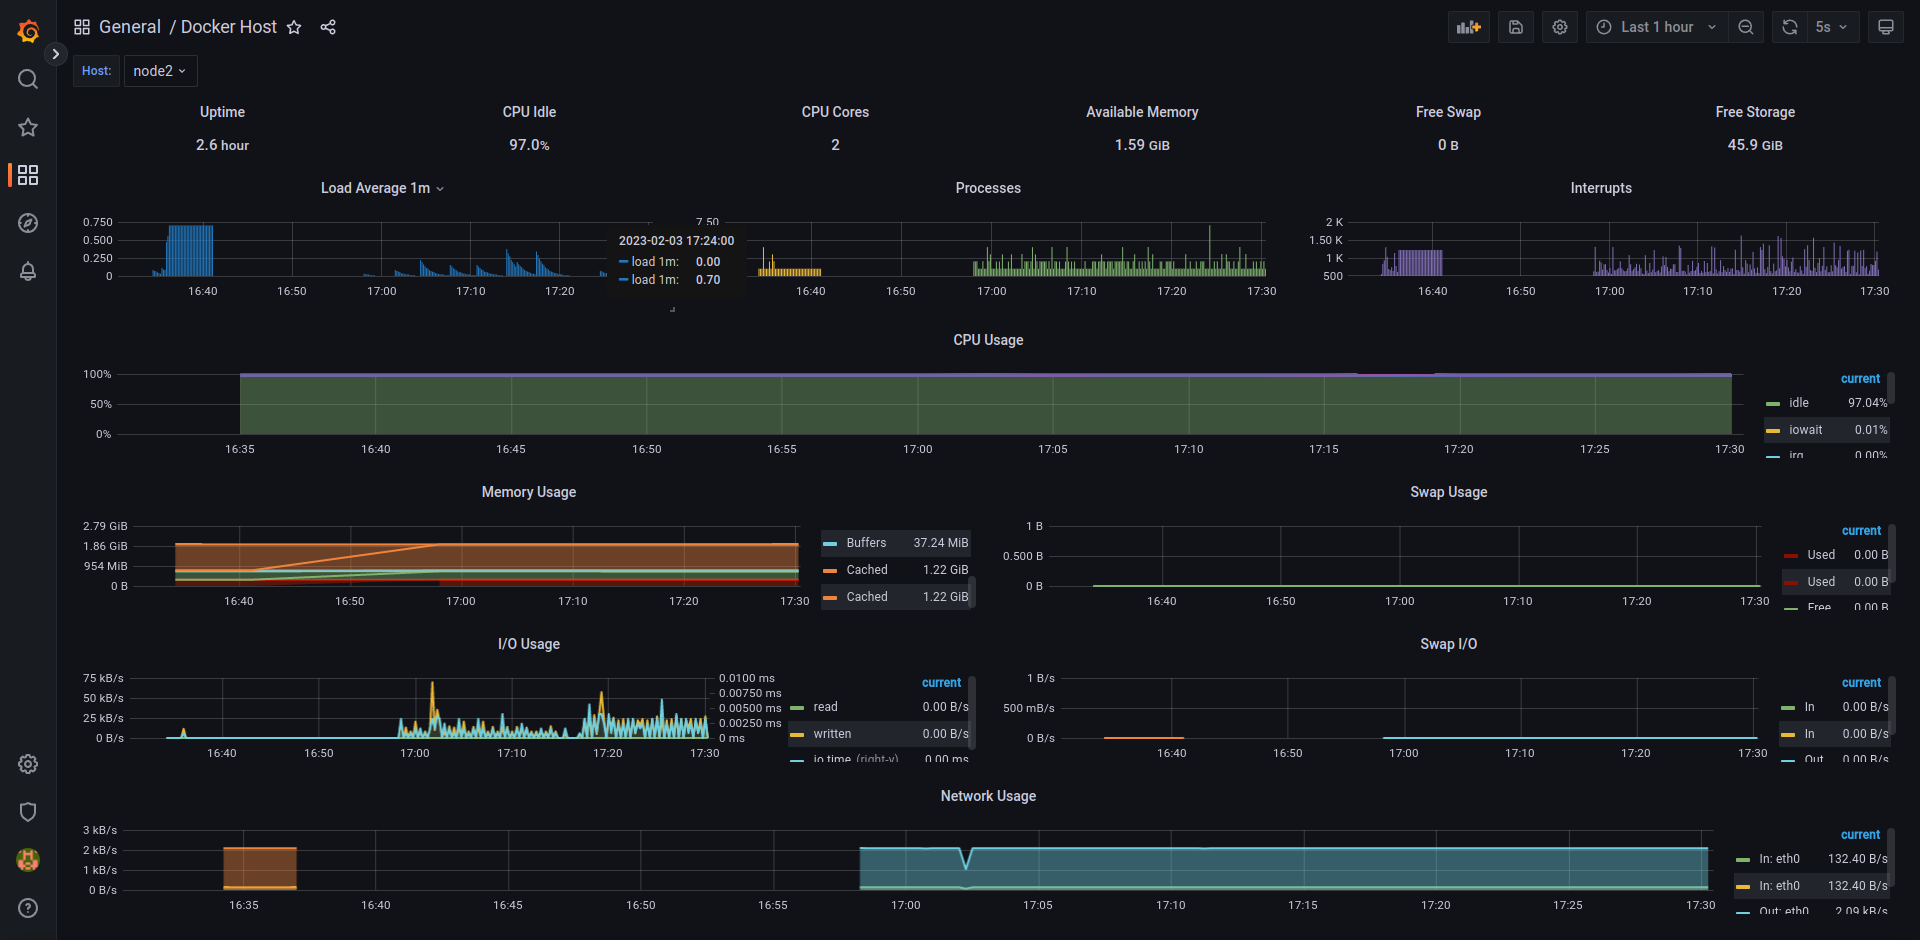 General / Docker Host
Last 1 hour
5s
Host: node2
Uptime
2.6 hour
CPU Idle
97.0%
CPU Cores
2
Available Memory
1.59 GiB
Free Swap
0 B
Free Storage
45.9 GiB
Load Average 1m
0.750
0.500
0.250
0
16:40 16:50 17:00 17:10 17:20
2023-02-03 17:24:00
load 1m: 0.00
load 1m: 0.70
Processes
7.50
16:40 16:50 17:00 17:10 17:20 17:30
Interrupts
2 K
1.50 K
1 K
500
16:40 16:50 17:00 17:10 17:20 17:30
CPU Usage
100%
50%
0%
16:35 16:40 16:45 16:50 16:55 17:00 17:05 17:10 17:15 17:20 17:25 17:30
current
idle 97.04%
iowait 0.01%
irq 0.00%
Memory Usage
2.79 GiB
1.86 GiB
954 MiB
0 B
16:40 16:50 17:00 17:10 17:20 17:30
Buffers 37.24 MiB
Cached 1.22 GiB
Cached 1.22 GiB
Swap Usage
1 B
0.500 B
0 B
16:40 16:50 17:00 17:10 17:20 17:30
current
Used 0.00 B
Used 0.00 B
Free 0.00 B
I/O Usage
75 kB/s
50 kB/s
25 kB/s
0 B/s
0.0100 ms
0.00750 ms
0.00500 ms
0.00250 ms
0 ms
16:40 16:50 17:00 17:10 17:20 17:30
current
read 0.00 B/s
written 0.00 B/s
io time (right-y) 0.00 ms
Swap I/O
1 B/s
500 mB/s
0 B/s
16:40 16:50 17:00 17:10 17:20 17:30
current
In 0.00 B/s
In 0.00 B/s
Out 0.00 B/s
Network Usage
3 kB/s
2 kB/s
1 kB/s
0 B/s
16:35 16:40 16:45 16:50 16:55 17:00 17:05 17:10 17:15 17:20 17:25 17:30
current
In: eth0 132.40 B/s
In: eth0 132.40 B/s
Out: eth0 2.09 kB/s